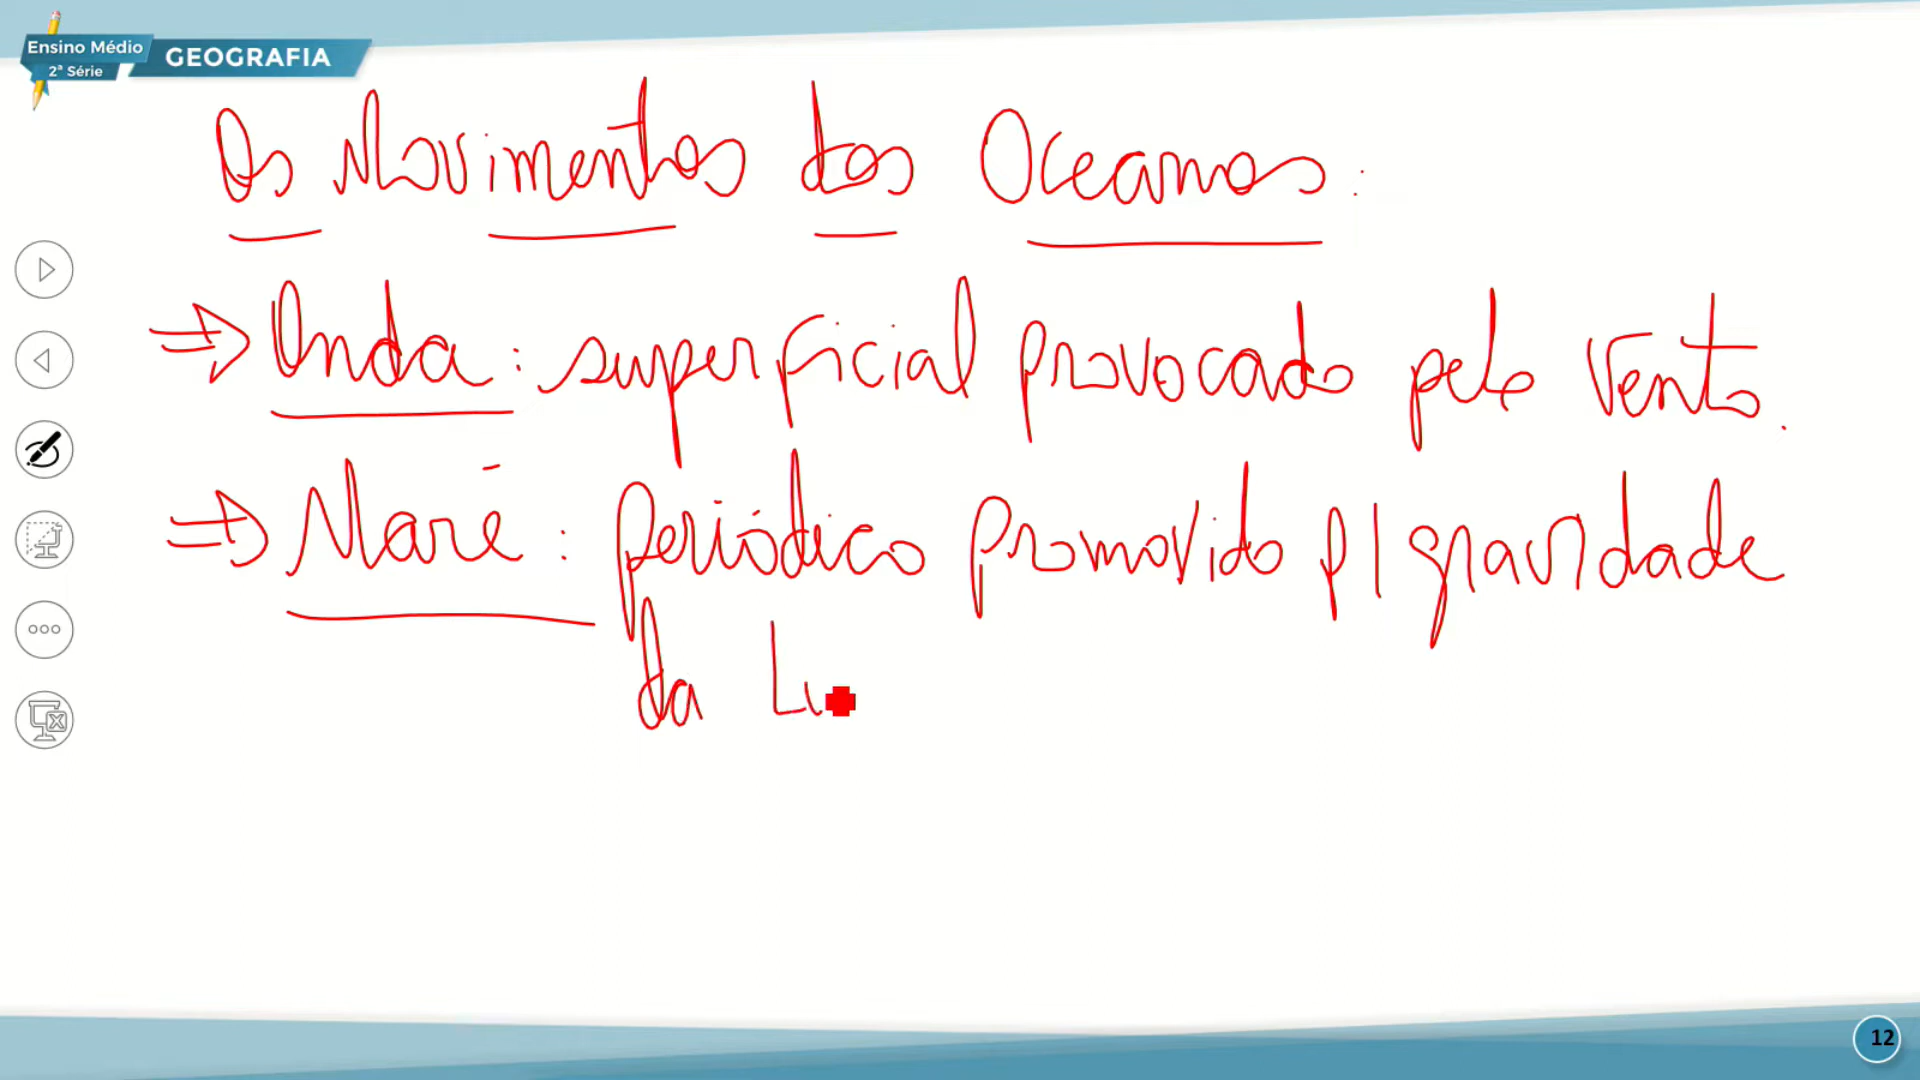 Ensino Médio
2ª Série
GEOGRAFIA
Os Movimentos dos Oceanos:
⇒ Onda: superficial provocado pelo vento.
⇒ Maré: periódico promovido p/ gravidade
da Lu
12